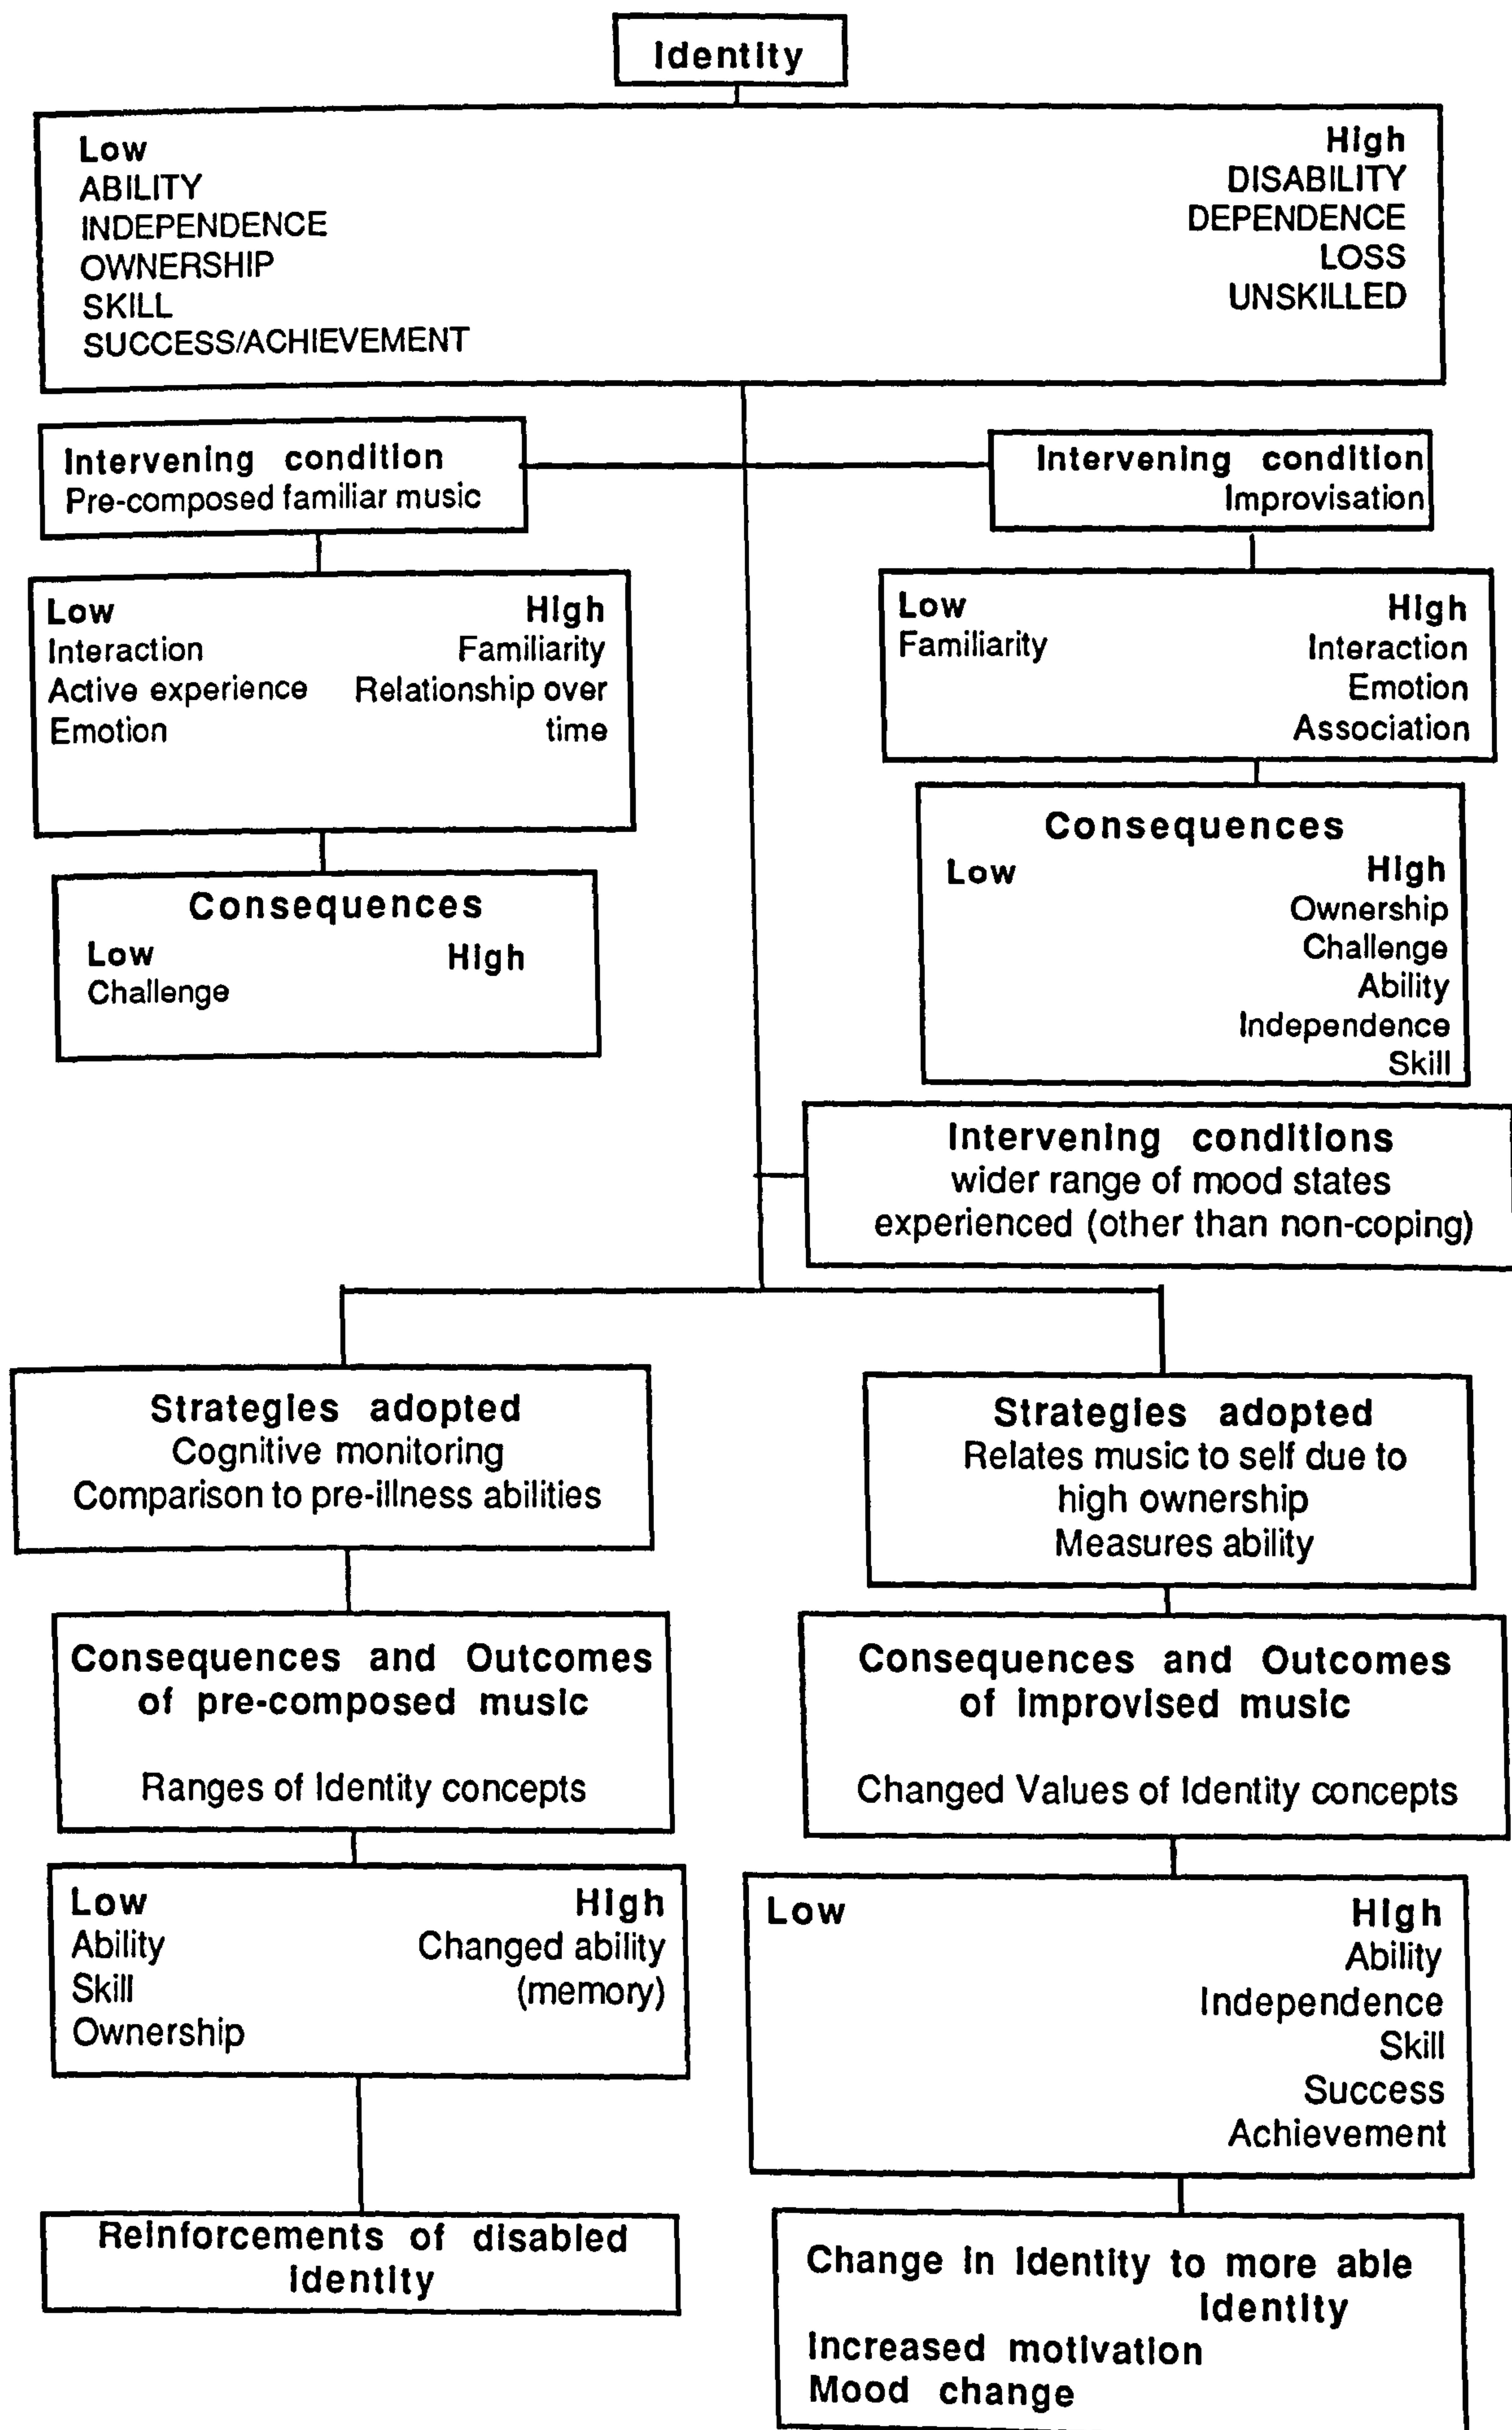 Identity
Low
ABILITY
INDEPENDENCE
OWNERSHIP
SKILL
SUCCESS/ACHIEVEMENT
High
DISABILITY
DEPENDENCE
LOSS
UNSKILLED
Intervening condition
Pre-composed familiar music
Intervening condition
Improvisation
Low
Interaction
Active experience
Emotion
High
Familiarity
Relationship over
time
Low
Familiarity
High
Interaction
Emotion
Association
Consequences
Low
Challenge
High
Consequences
Low
High
Ownership
Challenge
Ability
Independence
Skill
Intervening conditions
wider range of mood states
experienced (other than non-coping)
Strategies adopted
Cognitive monitoring
Comparison to pre-illness abilities
Strategies adopted
Relates music to self due to
high ownership
Measures ability
Consequences and Outcomes
of pre-composed music
Ranges of Identity concepts
Consequences and Outcomes
of improvised music
Changed Values of Identity concepts
Low
Ability
Skill
Ownership
High
Changed ability
(memory)
Low
High
Ability
Independence
Skill
Success
Achievement
Reinforcements of disabled
identity
Change in Identity to more able
identity
Increased motivation
Mood change